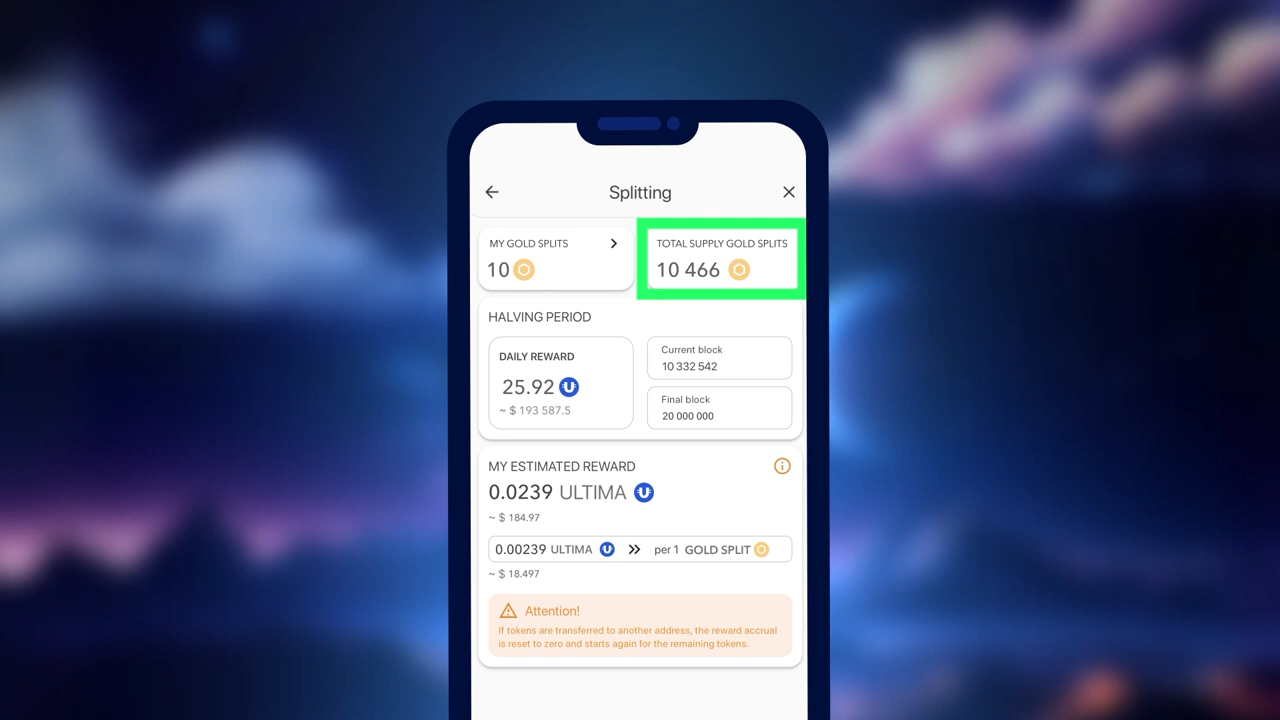 Splitting
MY GOLD SPLITS
10
TOTAL SUPPLY GOLD SPLITS
10 466
HALVING PERIOD
DAILY REWARD
25.92
~ $ 193 587.5
Current block
10 332 542
Final block
20 000 000
MY ESTIMATED REWARD
0.0239 ULTIMA
~ $ 184.97
0.00239 ULTIMA per 1 GOLD SPLIT
~ $ 18.497
Attention!
If tokens are transferred to another address, the reward accrual
is reset to zero and starts again for the remaining tokens.